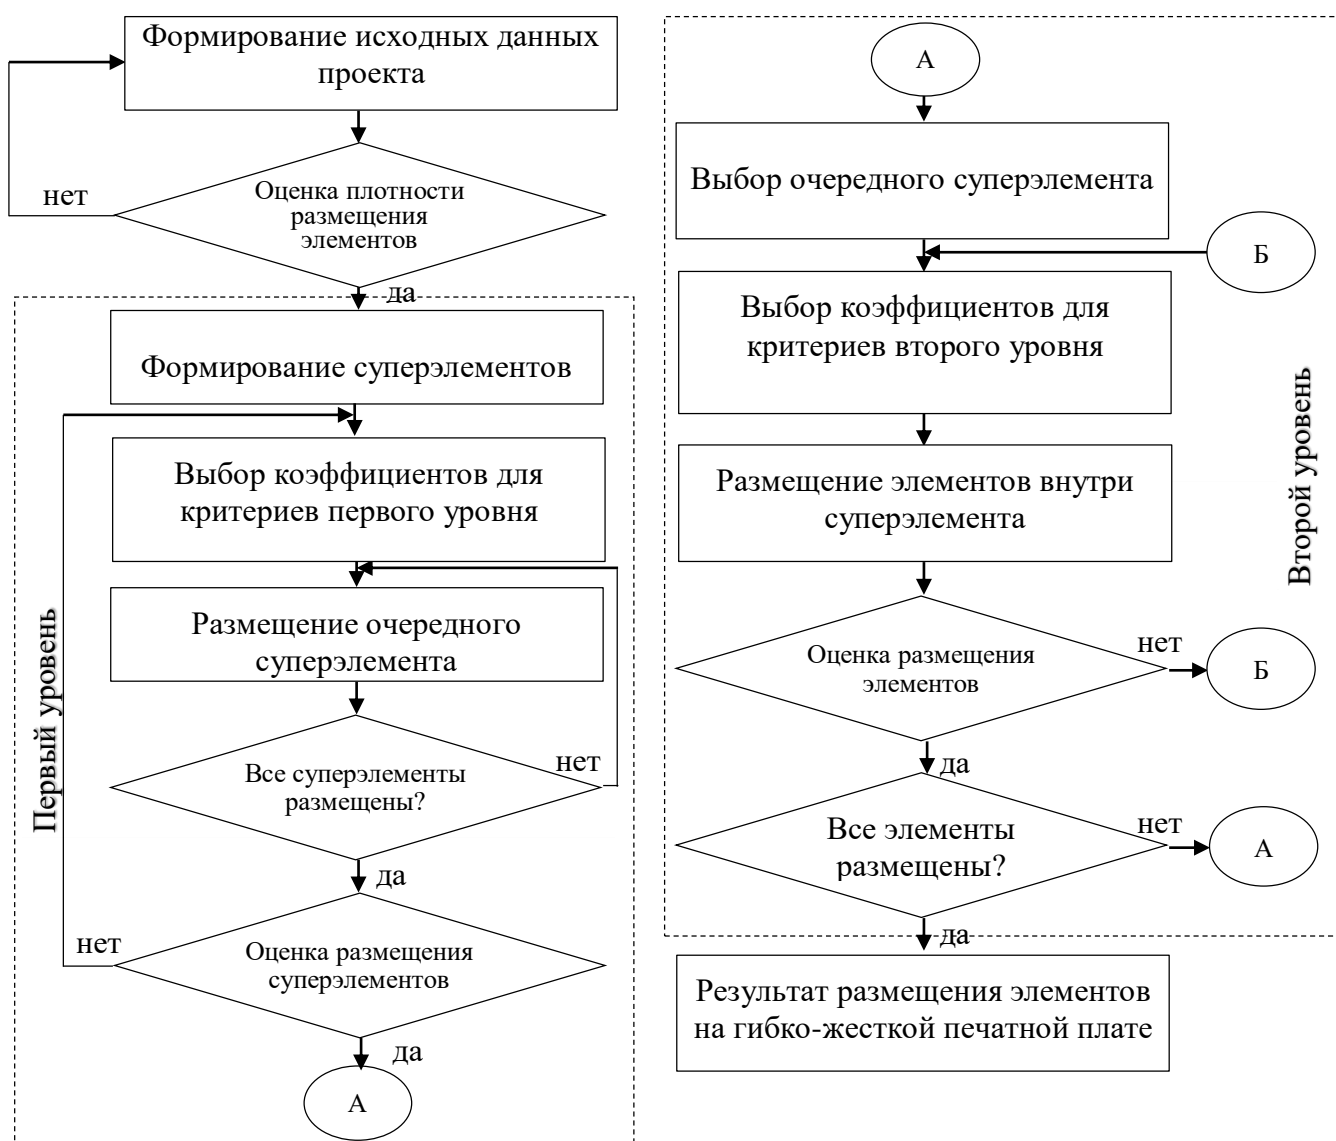 Формирование исходных данных
проекта
нет
Оценка плотности
размещения
элементов
да
Формирование суперэлементов
Выбор коэффициентов для
критериев первого уровня
Размещение очередного
суперэлемента
Первый уровень
Все суперэлементы
размещены?
нет
да
нет
Оценка размещения
суперэлементов
да
А
А
Выбор очередного суперэлемента
Б
Выбор коэффициентов для
критериев второго уровня
Размещение элементов внутри
суперэлемента
Второй уровень
Оценка размещения
элементов
нет
Б
да
Все элементы
размещены?
нет
А
да
Результат размещения элементов
на гибко-жесткой печатной плате